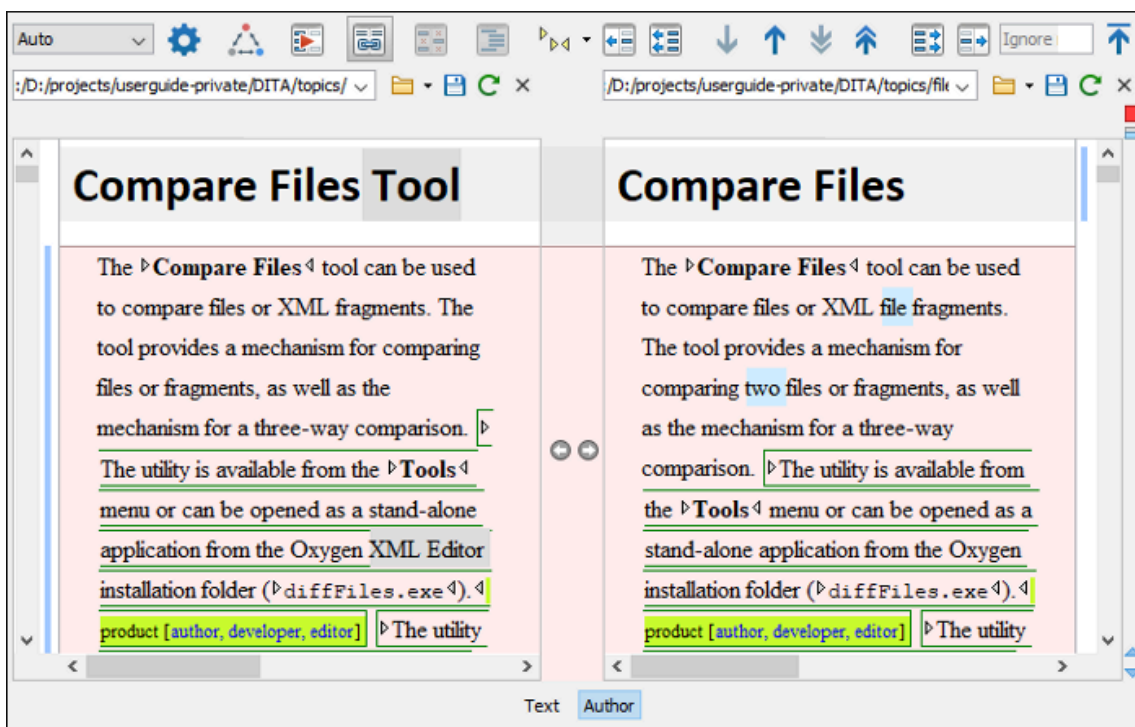 Auto
Ignore
:/D:/projects/userguide-private/DITA/topics/
/D:/projects/userguide-private/DITA/topics/file
Compare Files Tool
The Compare Files tool can be used
to compare files or XML fragments. The
tool provides a mechanism for comparing
files or fragments, as well as the
mechanism for a three-way comparison.
The utility is available from the Tools
menu or can be opened as a stand-alone
application from the Oxygen XML Editor
installation folder (diffFiles.exe).
product [author, developer, editor] The utility
Compare Files
The Compare Files tool can be used
to compare files or XML file fragments.
The tool provides a mechanism for
comparing two files or fragments, as well
as the mechanism for a three-way
comparison. The utility is available from
the Tools menu or can be opened as a
stand-alone application from the Oxygen
installation folder (diffFiles.exe).
product [author, developer, editor] The utility
Text Author